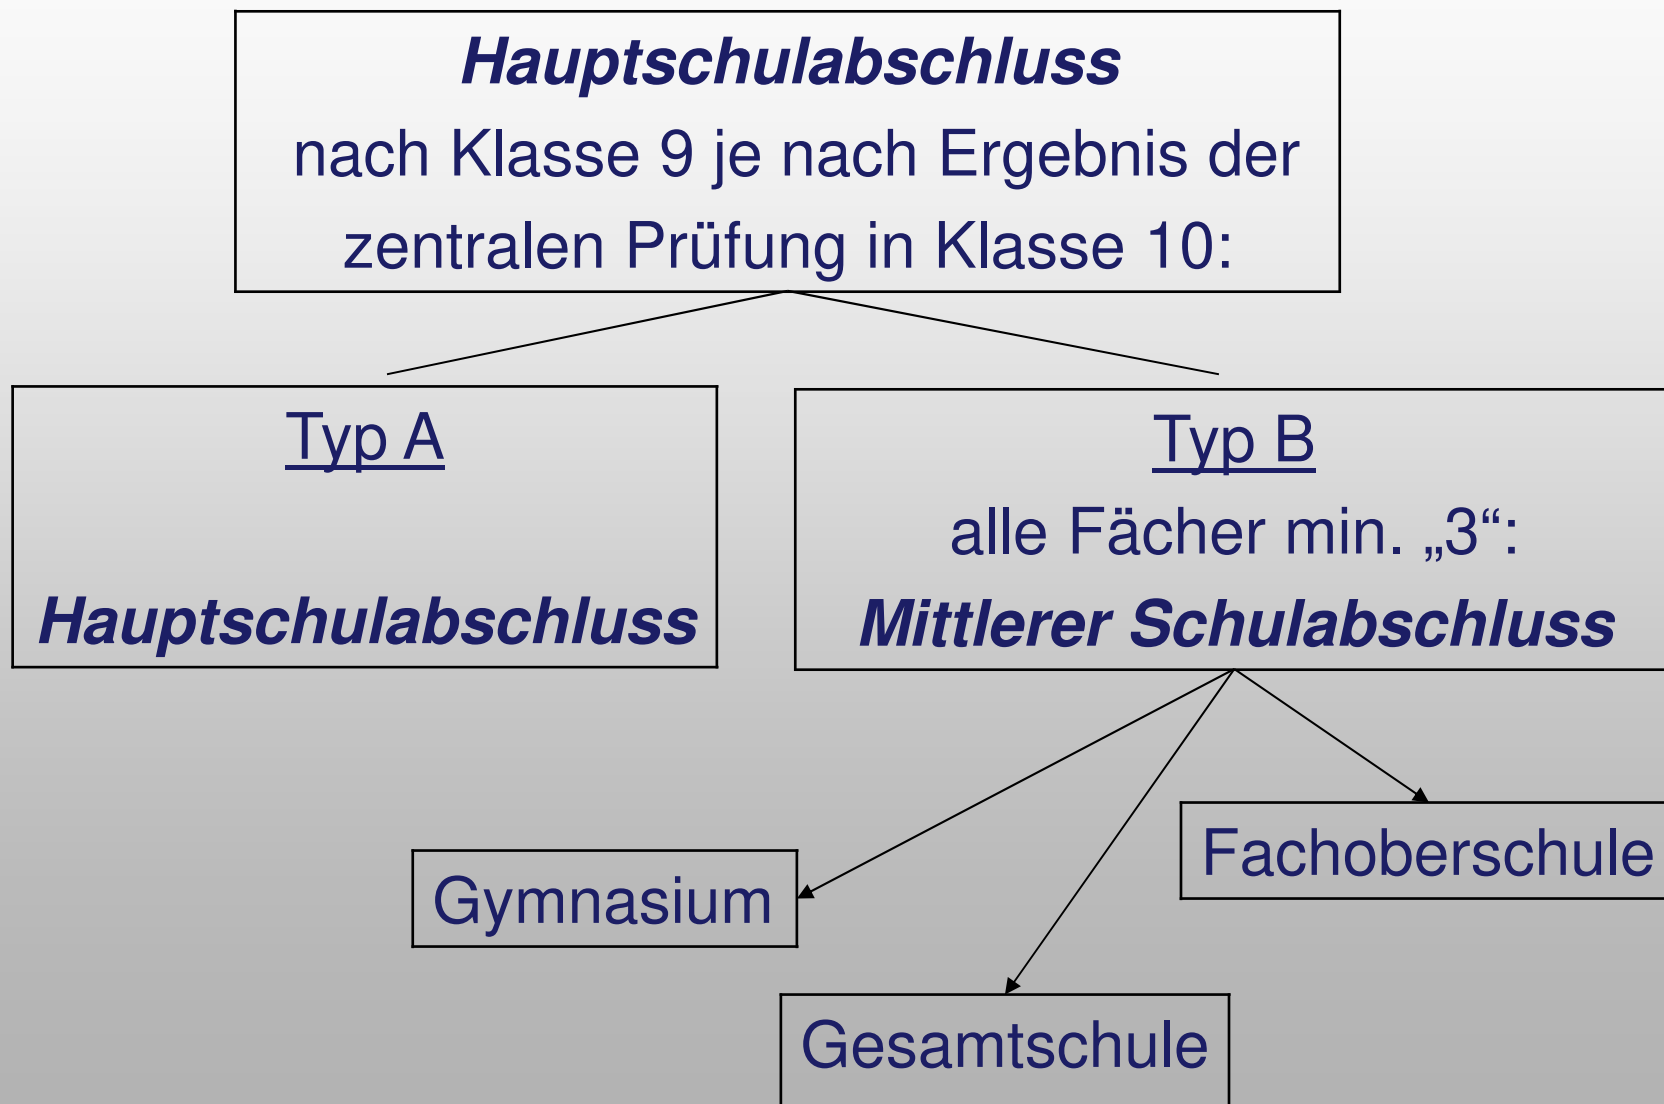 Hauptschulabschluss
nach Klasse 9 je nach Ergebnis der
zentralen Prüfung in Klasse 10:
Typ A
Hauptschulabschluss
Typ B
alle Fächer min. „3“:
Mittlerer Schulabschluss
Fachoberschule
Gymnasium
Gesamtschule